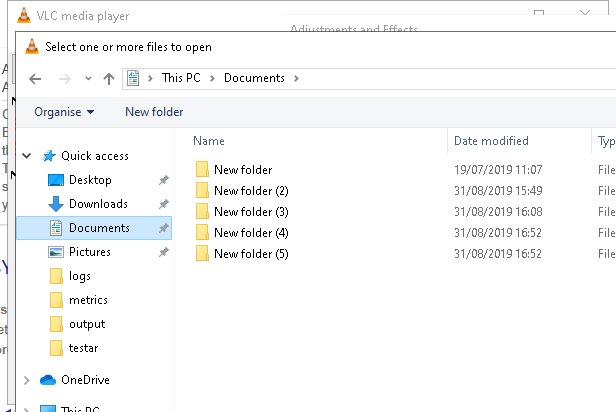 VLC media player
Adjustments and Effects
Select one or more files to open
This PC > Documents >
Organise New folder
Name Date modified Typ
Quick access
Desktop
Downloads
Documents
Pictures
logs
metrics
output
testar
OneDrive
This PC
New folder 19/07/2019 11:07 File
New folder (2) 31/08/2019 15:49 File
New folder (3) 31/08/2019 16:08 File
New folder (4) 31/08/2019 16:52 File
New folder (5) 31/08/2019 16:52 File